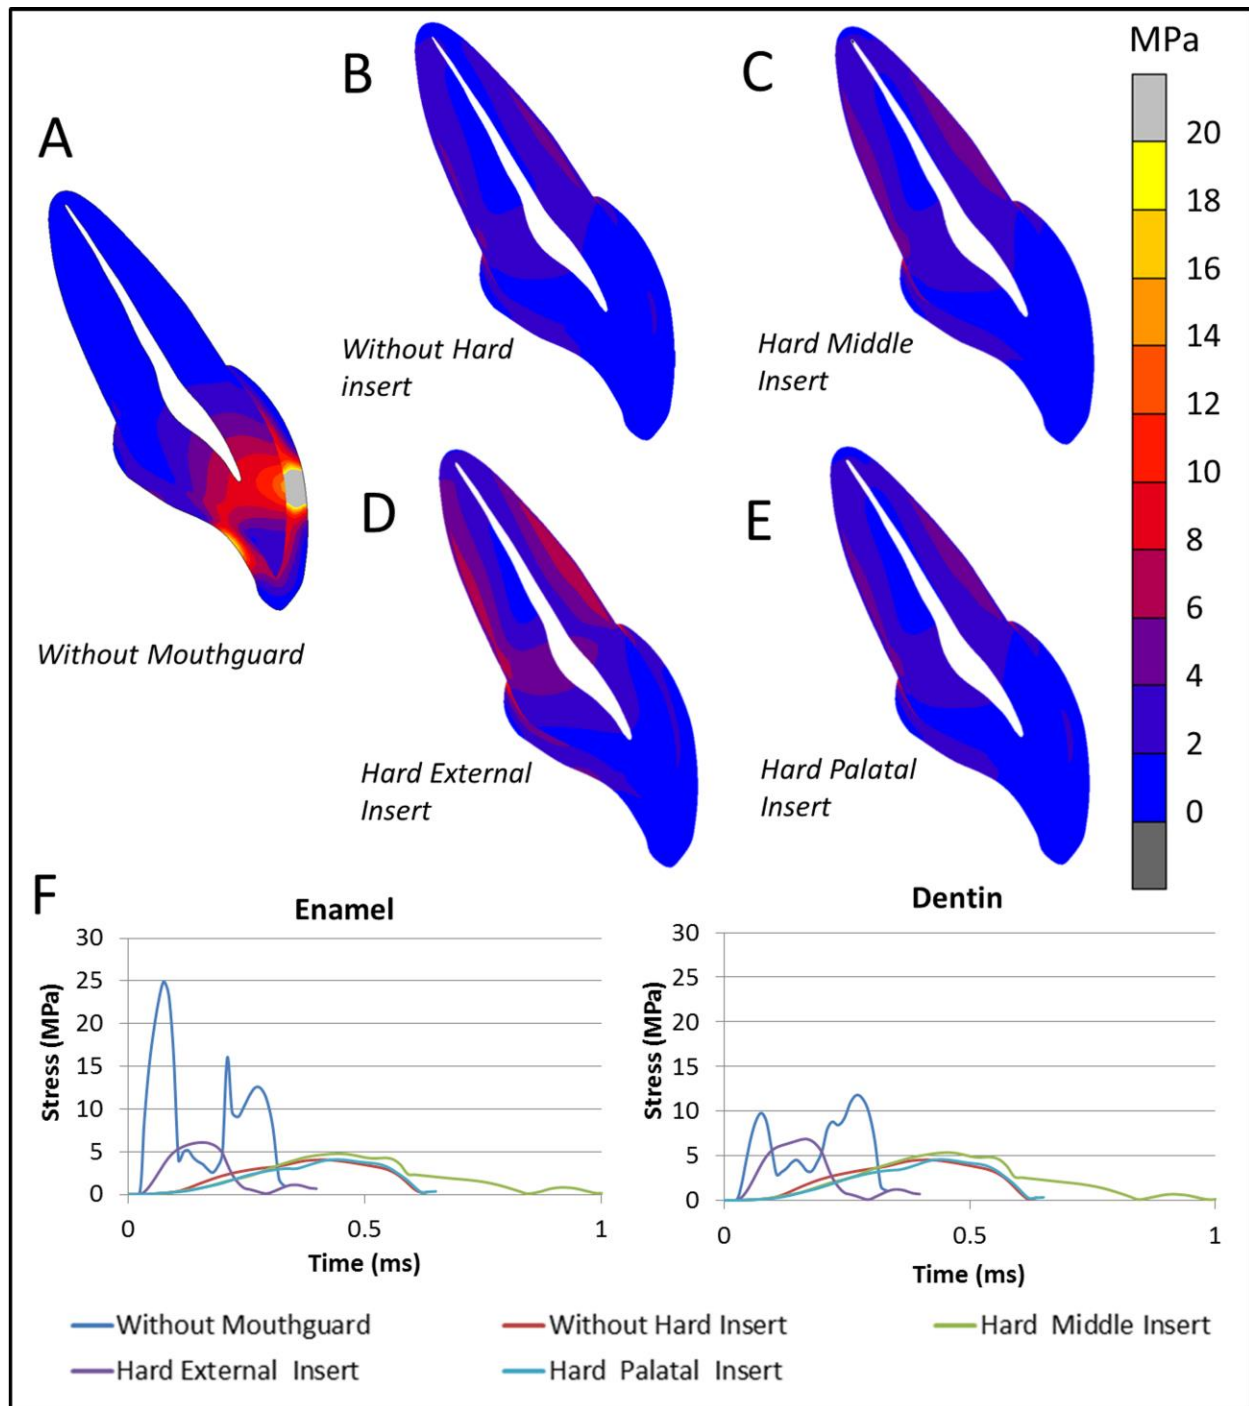 MPa
A
B
C
20
18
16
14
12
10
8
6
4
2
0
Without Hard
insert
Hard Middle
Insert
Without Mouthguard
D
E
Hard External
Insert
Hard Palatal
Insert
F
Enamel
Stress (MPa)
30
25
20
15
10
5
0
0 0.5 1
Time (ms)
Dentin
Stress (MPa)
30
25
20
15
10
5
0
0 0.5 1
Time (ms)
Without Mouthguard
Without Hard Insert
Hard Middle Insert
Hard External Insert
Hard Palatal Insert